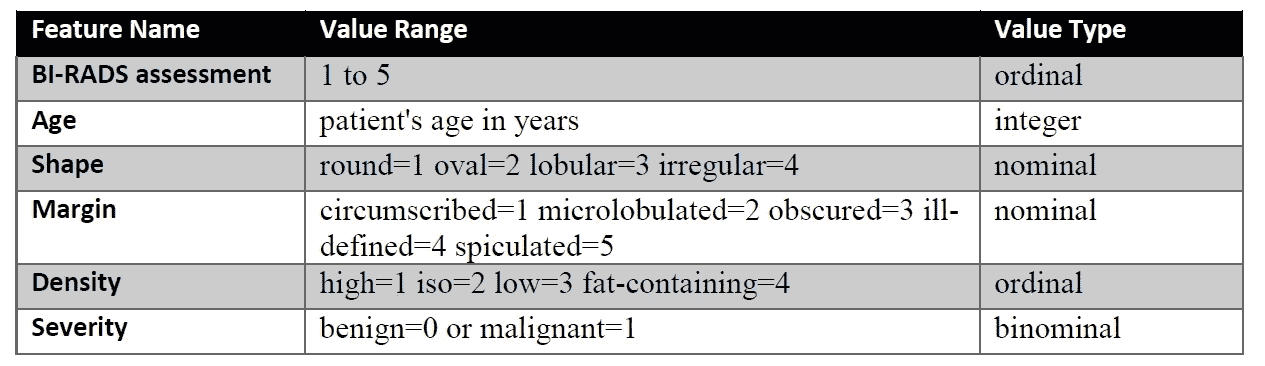 Feature Name Value Range Value Type
BI-RADS assessment 1 to 5 ordinal
Age patient's age in years integer
Shape round=1 oval=2 lobular=3 irregular=4 nominal
Margin circumscribed=1 microlobulated=2 obscured=3 ill- nominal
defined=4 spiculated=5
Density high=1 iso=2 low=3 fat-containing=4 ordinal
Severity benign=0 or malignant=1 binominal